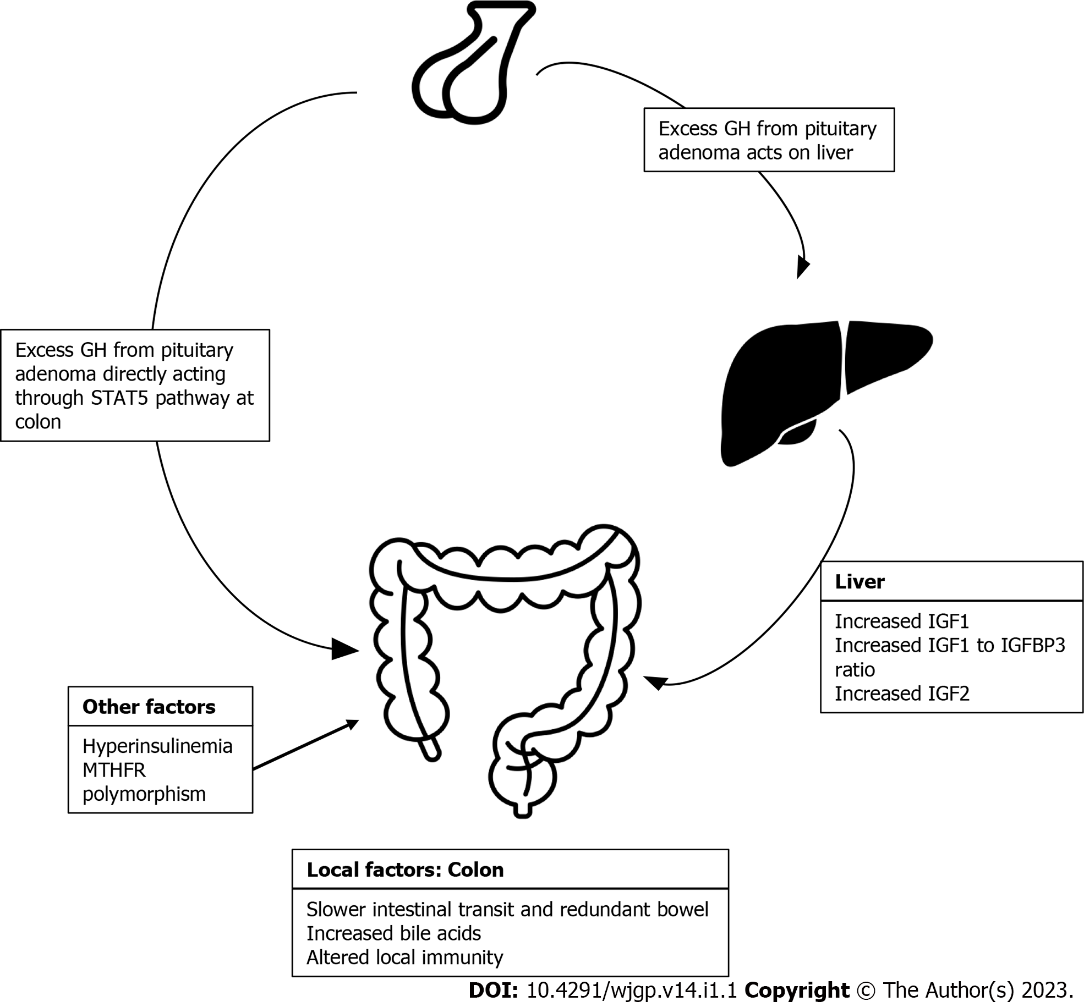 Excess GH from pituitary
adenoma acts on liver
Excess GH from pituitary
adenoma directly acting
through STAT5 pathway at
colon
Liver
Increased IGF1
Increased IGF1 to IGFBP3
ratio
Increased IGF2
Other factors
Hyperinsulinemia
MTHFR
polymorphism
Local factors: Colon
Slower intestinal transit and redundant bowel
Increased bile acids
Altered local immunity
DOI: 10.4291/wjgp.v14.i1.1 Copyright © The Author(s) 2023.